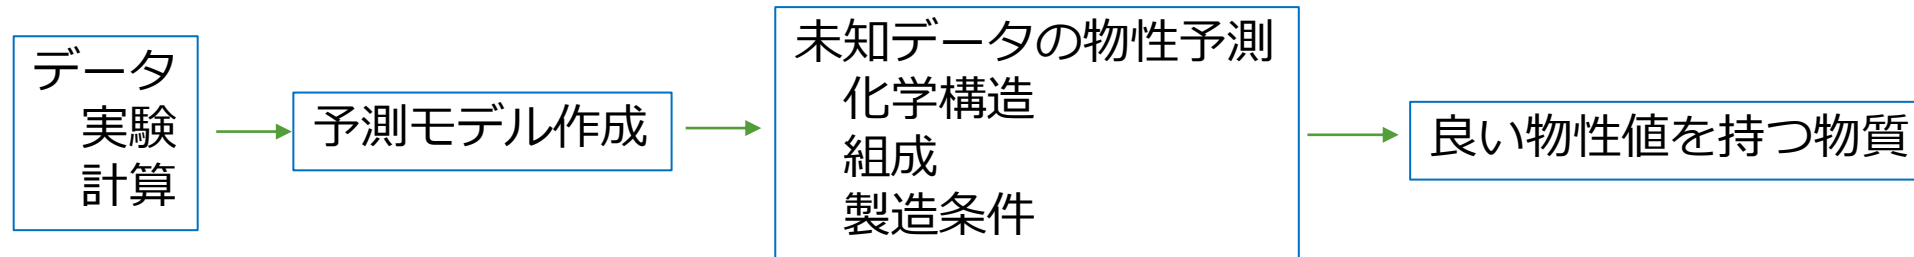 データ
実験
計算
予測モデル作成
未知データの物性予測
化学構造
組成
製造条件
良い物性値を持つ物質